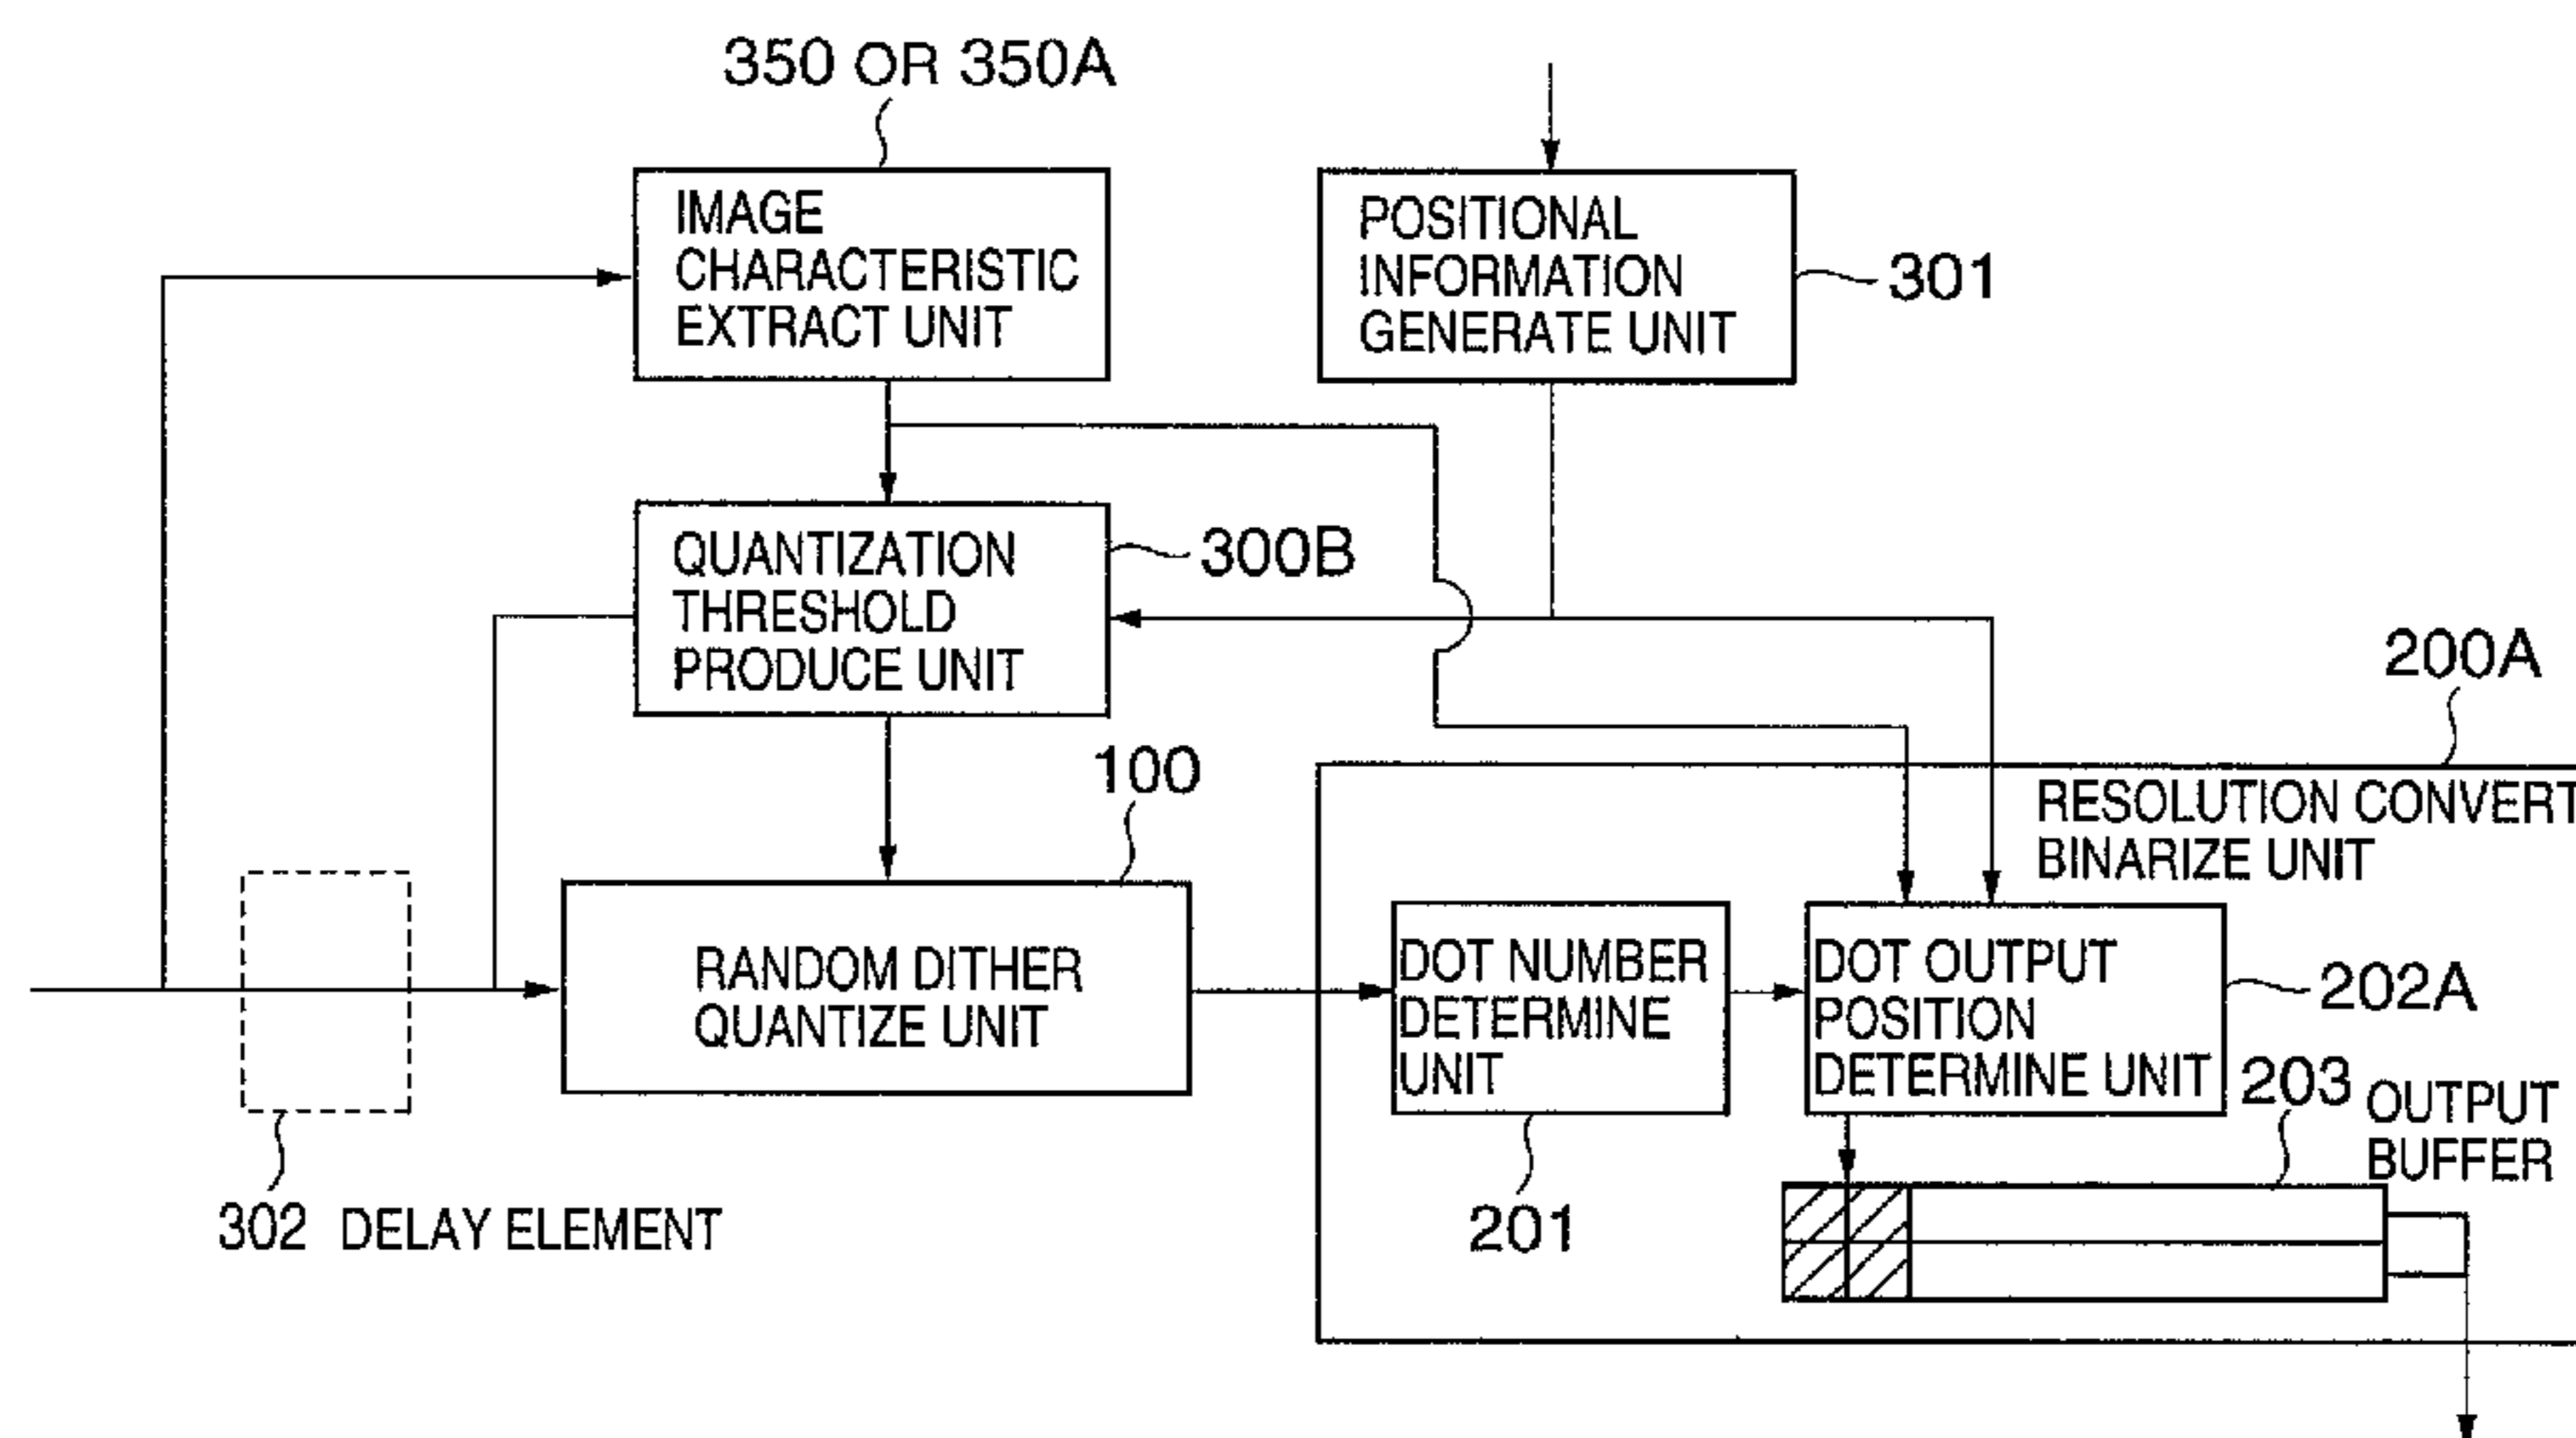 350 OR 350A
IMAGE
CHARACTERISTIC
EXTRACT UNIT
POSITIONAL
INFORMATION
GENERATE UNIT
301
QUANTIZATION
THRESHOLD
PRODUCE UNIT
300B
200A
100
RESOLUTION CONVERT
BINARIZE UNIT
RANDOM DITHER
QUANTIZE UNIT
DOT NUMBER
DETERMINE
UNIT
DOT OUTPUT
POSITION
DETERMINE UNIT
202A
203
OUTPUT
BUFFER
201
302 DELAY ELEMENT